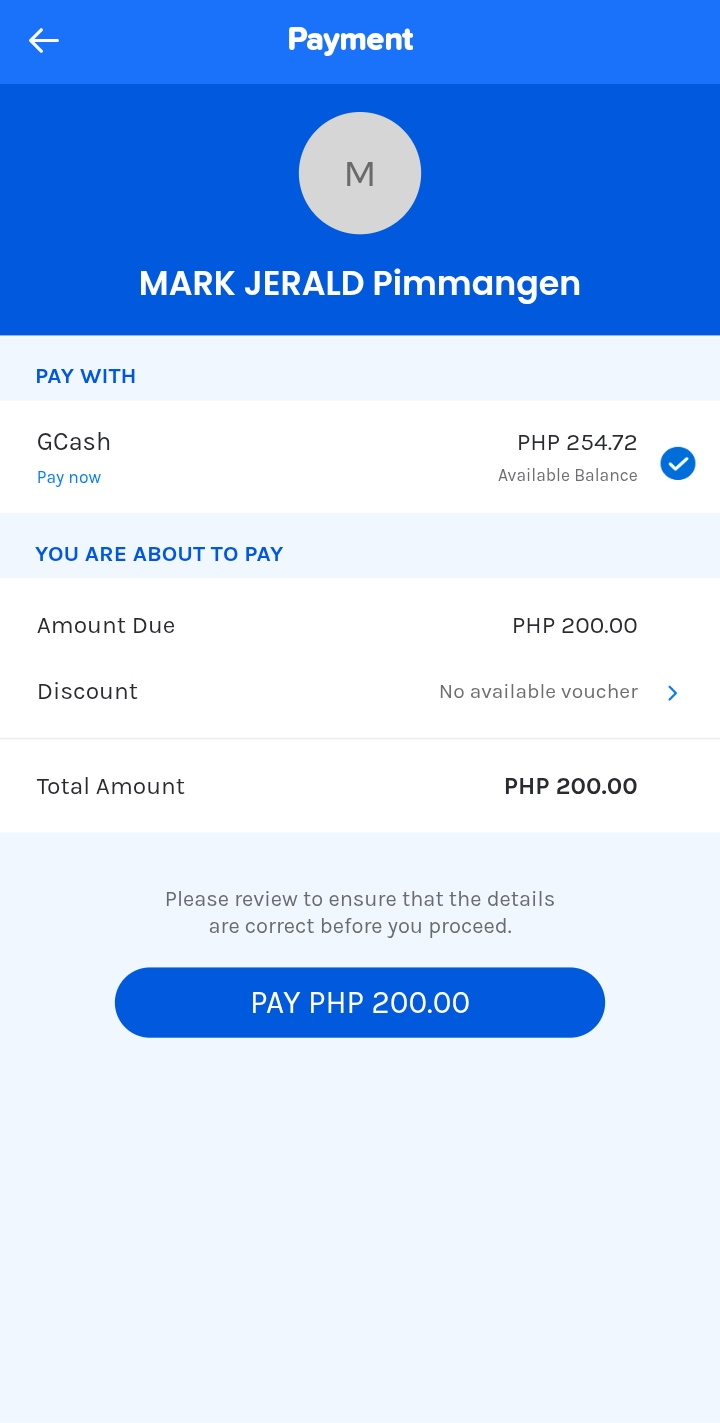 Payment
M
MARK JERALD Pimmangen
PAY WITH
GCash PHP 254.72
Pay now Available Balance
YOU ARE ABOUT TO PAY
Amount Due PHP 200.00
Discount No available voucher
Total Amount PHP 200.00
Please review to ensure that the details
are correct before you proceed.
PAY PHP 200.00